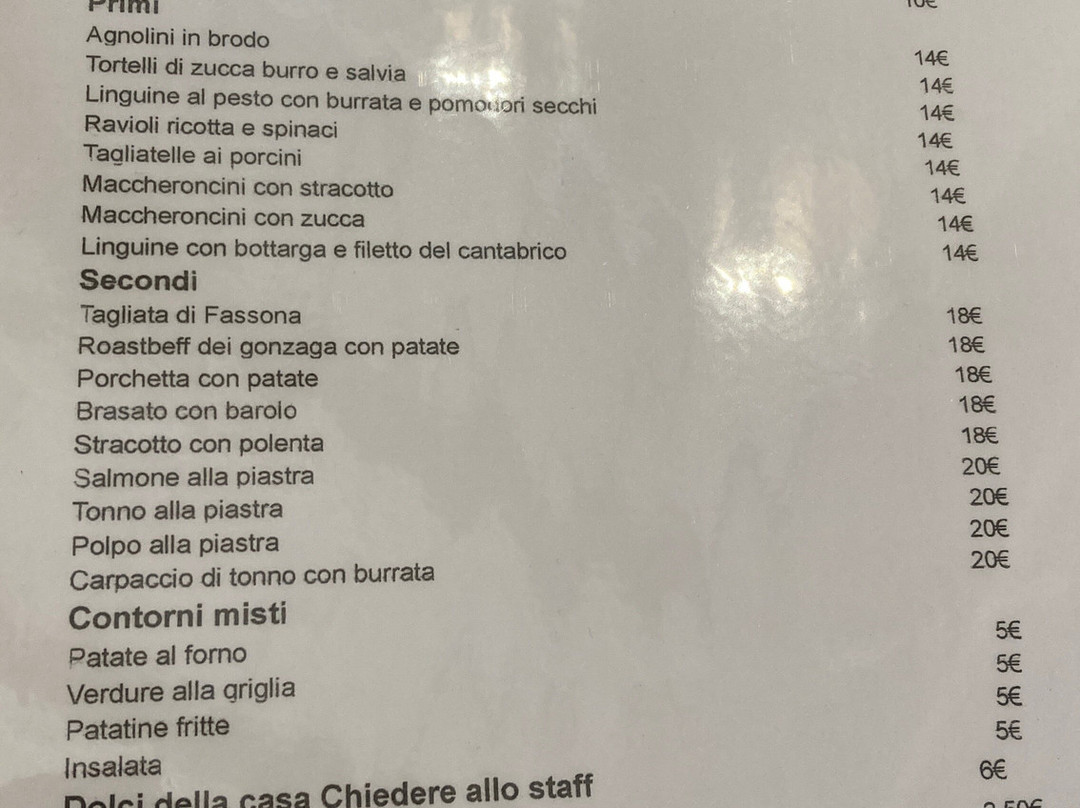 10€
Primi
Agnolini in brodo 14€
Tortelli di zucca burro e salvia 14€
Linguine al pesto con burrata e pomodori secchi 14€
Ravioli ricotta e spinaci 14€
Tagliatelle ai porcini 14€
Maccheroncini con stracotto 14€
Maccheroncini con zucca 14€
Linguine con bottarga e filetto del cantabrico 14€
Secondi
Tagliata di Fassona 18€
Roastbeff dei gonzaga con patate 18€
Porchetta con patate 18€
Brasato con barolo 18€
Stracotto con polenta 18€
Salmone alla piastra 20€
Tonno alla piastra 20€
Polpo alla piastra 20€
Carpaccio di tonno con burrata 20€
Contorni misti
Patate al forno 5€
Verdure alla griglia 5€
Patatine fritte 5€
Insalata 5€
Dolci della casa Chiedere allo staff 6€